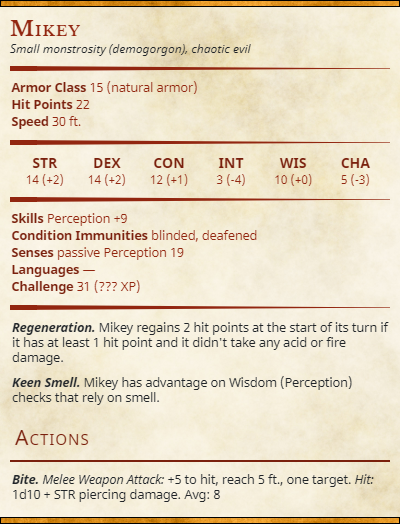 Mikey
Small monstrosity (demogorgon), chaotic evil
Armor Class 15 (natural armor)
Hit Points 22
Speed 30 ft.
STR DEX CON INT WIS CHA
14 (+2) 14 (+2) 12 (+1) 3 (-4) 10 (+0) 5 (-3)
Skills Perception +9
Condition Immunities blinded, deafened
Senses passive Perception 19
Languages —
Challenge 31 (??? XP)
Regeneration. Mikey regains 2 hit points at the start of its turn if
it has at least 1 hit point and it didn't take any acid or fire
damage.
Keen Smell. Mikey has advantage on Wisdom (Perception)
checks that rely on smell.
Actions
Bite. Melee Weapon Attack: +5 to hit, reach 5 ft., one target. Hit:
1d10 + STR piercing damage. Avg: 8